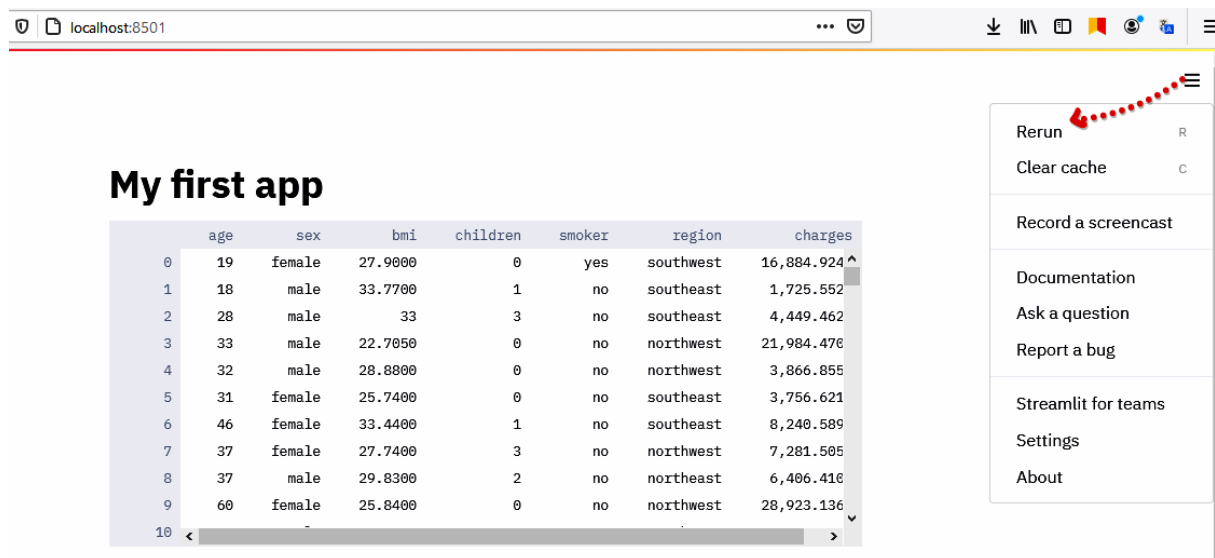 localhost:8501
My first app
age sex bmi children smoker region charges
0 19 female 27.9000 0 yes southwest 16,884.924
1 18 male 33.7700 1 no southeast 1,725.552
2 28 male 33 3 no southeast 4,449.462
3 33 male 22.7050 0 no northwest 21,984.470
4 32 male 28.8800 0 no northwest 3,866.855
5 31 female 25.7400 0 no southeast 3,756.621
6 46 female 33.4400 1 no southeast 8,240.589
7 37 female 27.7400 3 no northwest 7,281.505
8 37 male 29.8300 2 no northeast 6,406.410
9 60 female 25.8400 0 no northwest 28,923.136
10
Rerun R
Clear cache C
Record a screencast
Documentation
Ask a question
Report a bug
Streamlit for teams
Settings
About